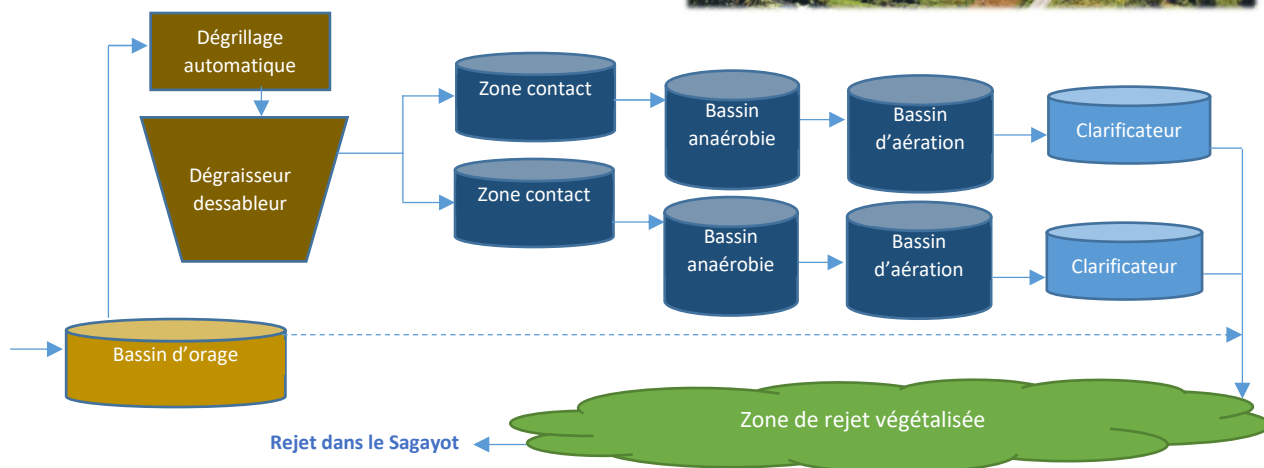 Dégrillage
automatique
Dégraisseur
dessableur
Zone contact
Zone contact
Bassin
anaérobie
Bassin
anaérobie
Bassin
d’aération
Bassin
d’aération
Clarificateur
Clarificateur
Bassin d’orage
Zone de rejet végétalisée
Rejet dans le Sagayot